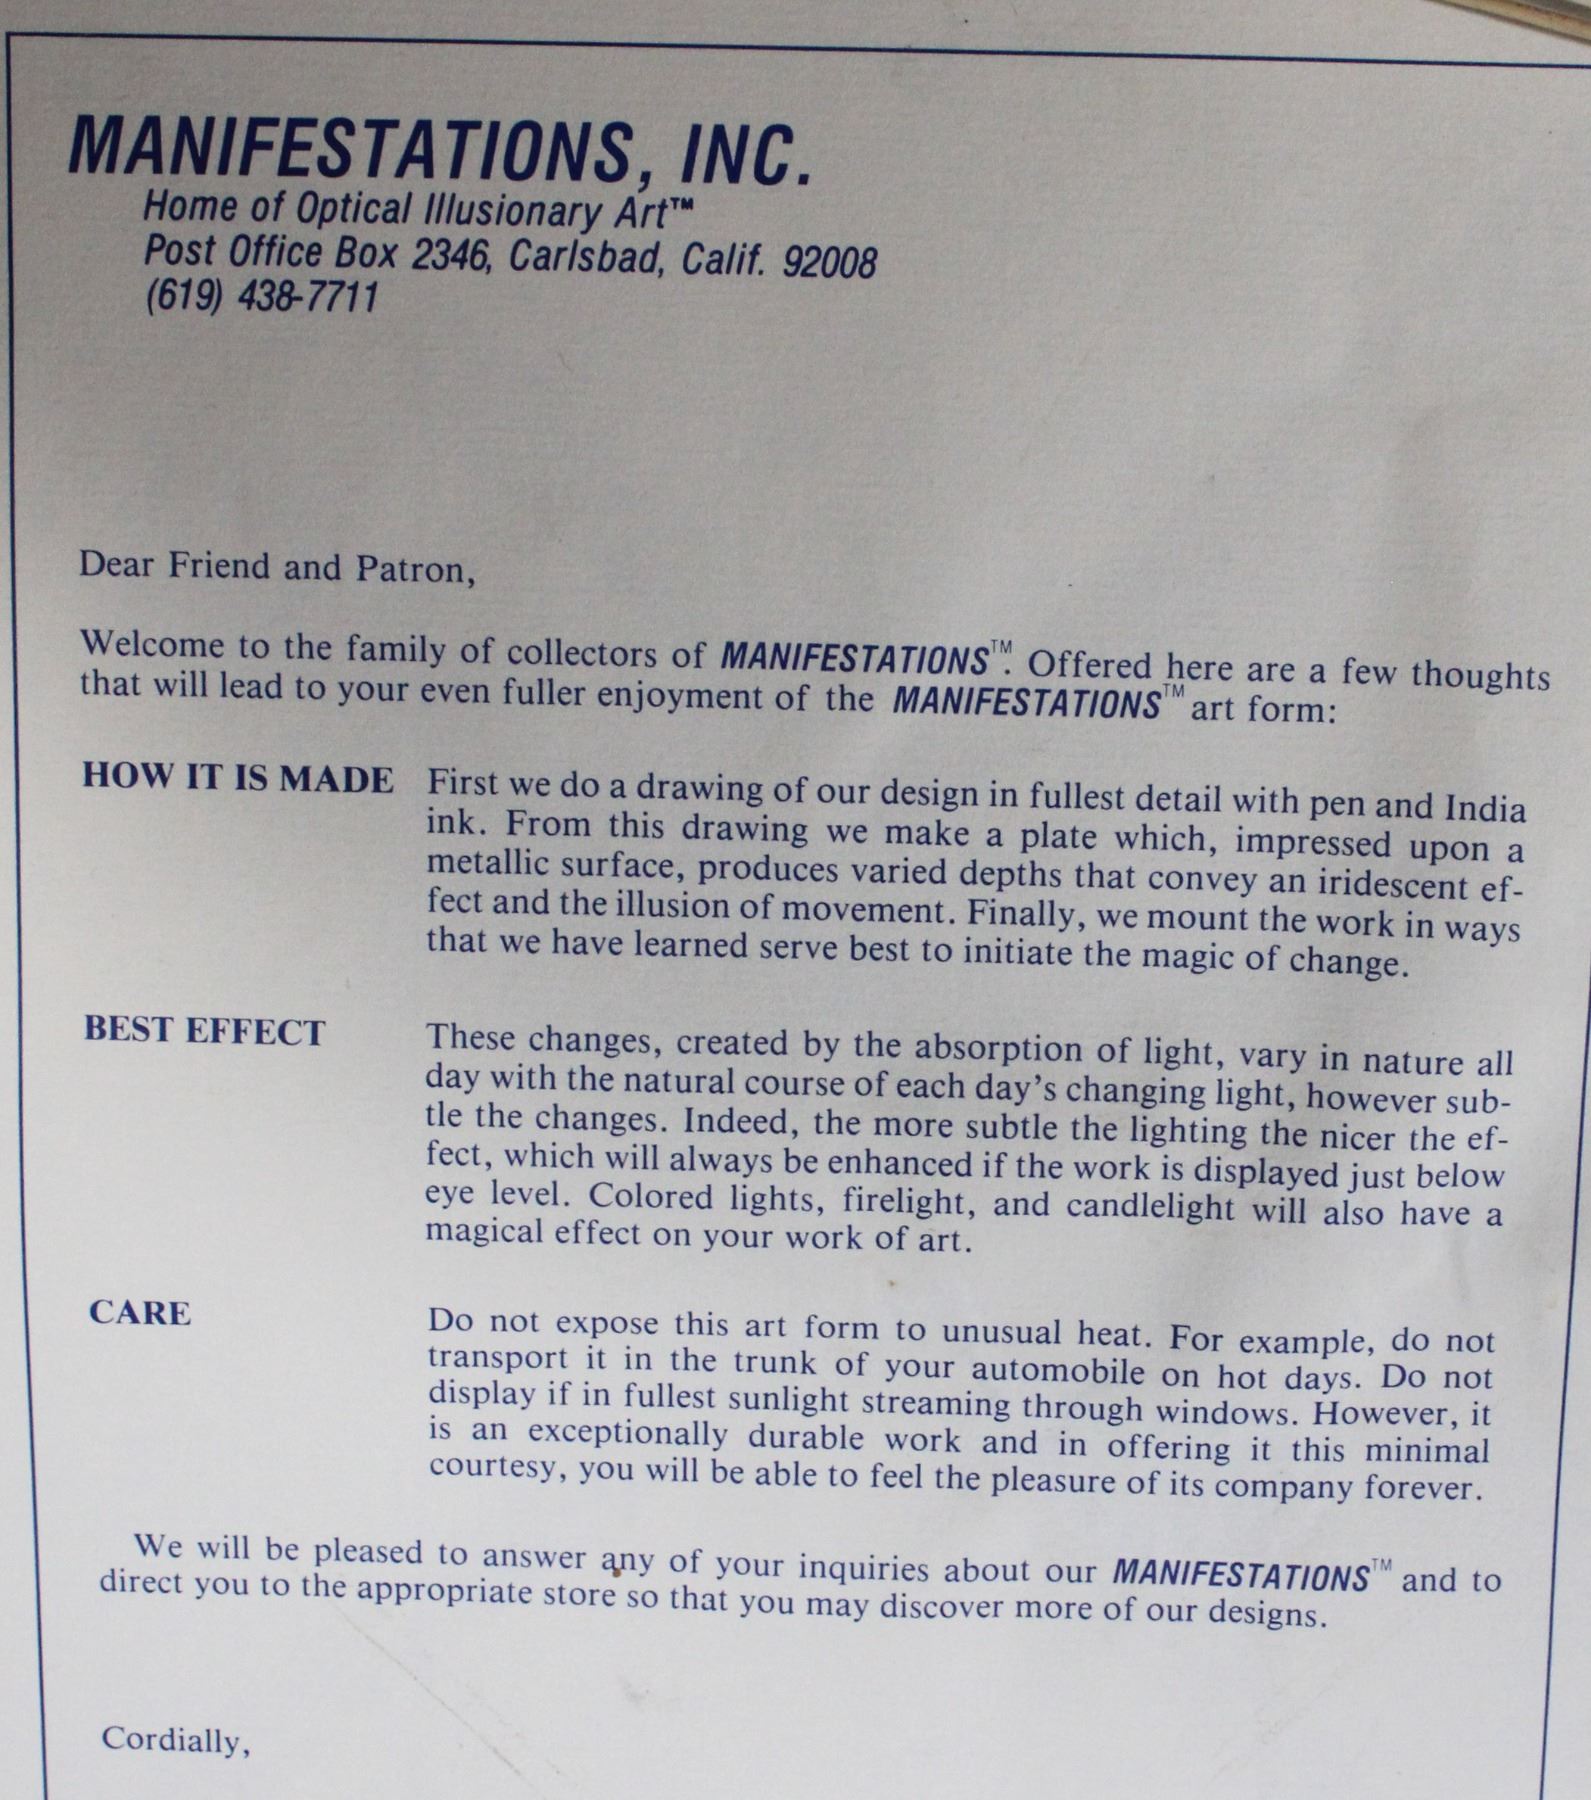 MANIFESTATIONS, INC.
Home of Optical Illusionary Art™
Post Office Box 2346, Carlsbad, Calif. 92008
(619) 438-7711
Dear Friend and Patron,
Welcome to the family of collectors of MANIFESTATIONS™. Offered here are a few thoughts
that will lead to your even fuller enjoyment of the MANIFESTATIONS™ art form:
HOW IT IS MADE First we do a drawing of our design in fullest detail with pen and India
ink. From this drawing we make a plate which, impressed upon a
metallic surface, produces varied depths that convey an iridescent ef-
fect and the illusion of movement. Finally, we mount the work in ways
that we have learned serve best to initiate the magic of change.
BEST EFFECT These changes, created by the absorption of light, vary in nature all
day with the natural course of each day's changing light, however sub-
tle the changes. Indeed, the more subtle the lighting the nicer the ef-
fect, which will always be enhanced if the work is displayed just below
eye level. Colored lights, firelight, and candlelight will also have a
magical effect on your work of art.
CARE Do not expose this art form to unusual heat. For example, do not
transport it in the trunk of your automobile on hot days. Do not
display if in fullest sunlight streaming through windows. However, it
is an exceptionally durable work and in offering it this minimal
courtesy, you will be able to feel the pleasure of its company forever.
We will be pleased to answer any of your inquiries about our MANIFESTATIONS™ and to
direct you to the appropriate store so that you may discover more of our designs.
Cordially,